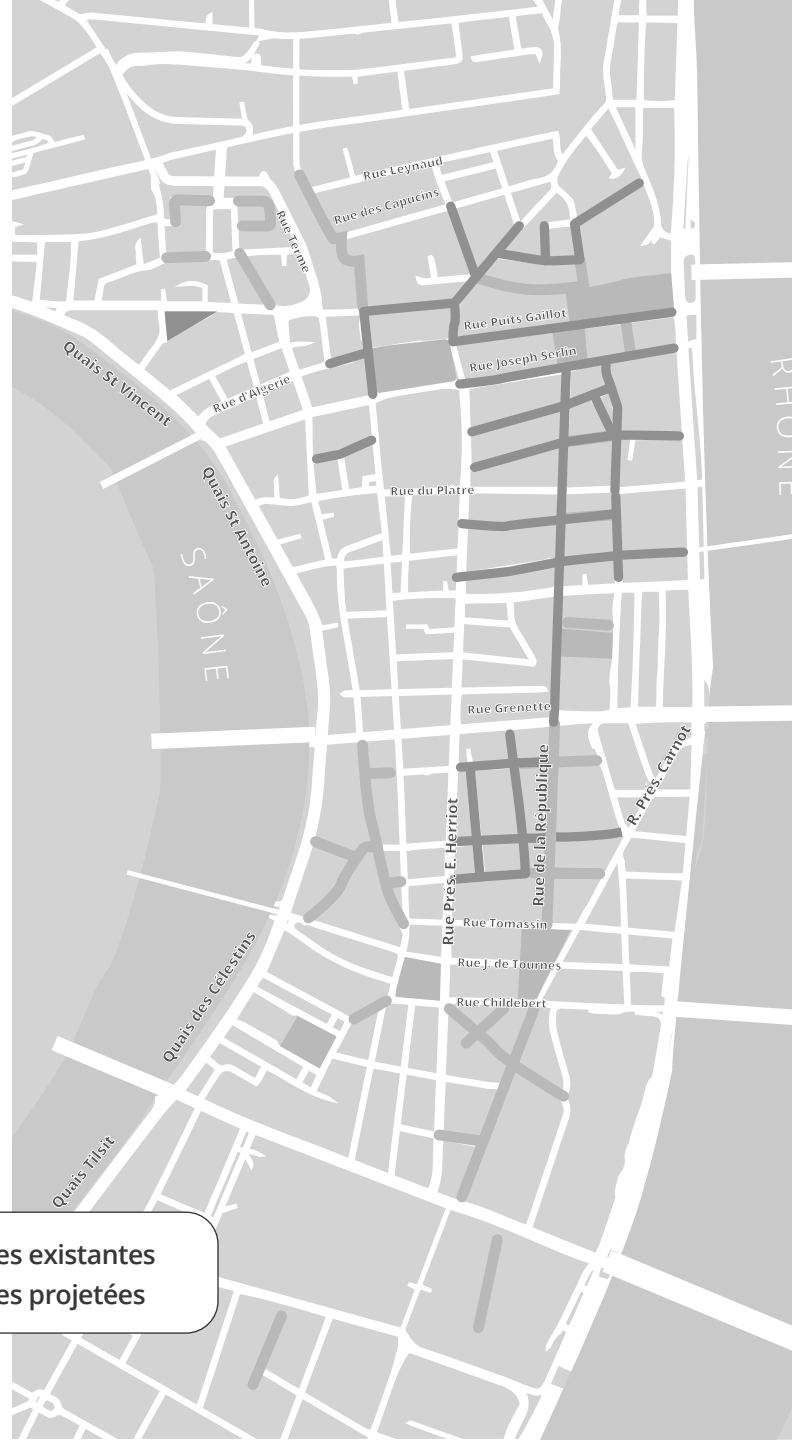 Rue Leynaud
Rue des Capucins
Rue Terme
Rue Puits Gaillot
Rue Joseph Serlin
Quais St Vincent
Rue d'Algerie
RHÔNE
Quais St Antoine
Rue du Platre
SAÔNE
Rue Grenette
R. Pres. Carnot
Rue de la République
Rue Prés. E. Herriot
Rue Tomassin
Rue J. de Tournes
Quais des Célestins
Rue Childebert
Quais Tilsit
es existantes
es projetées